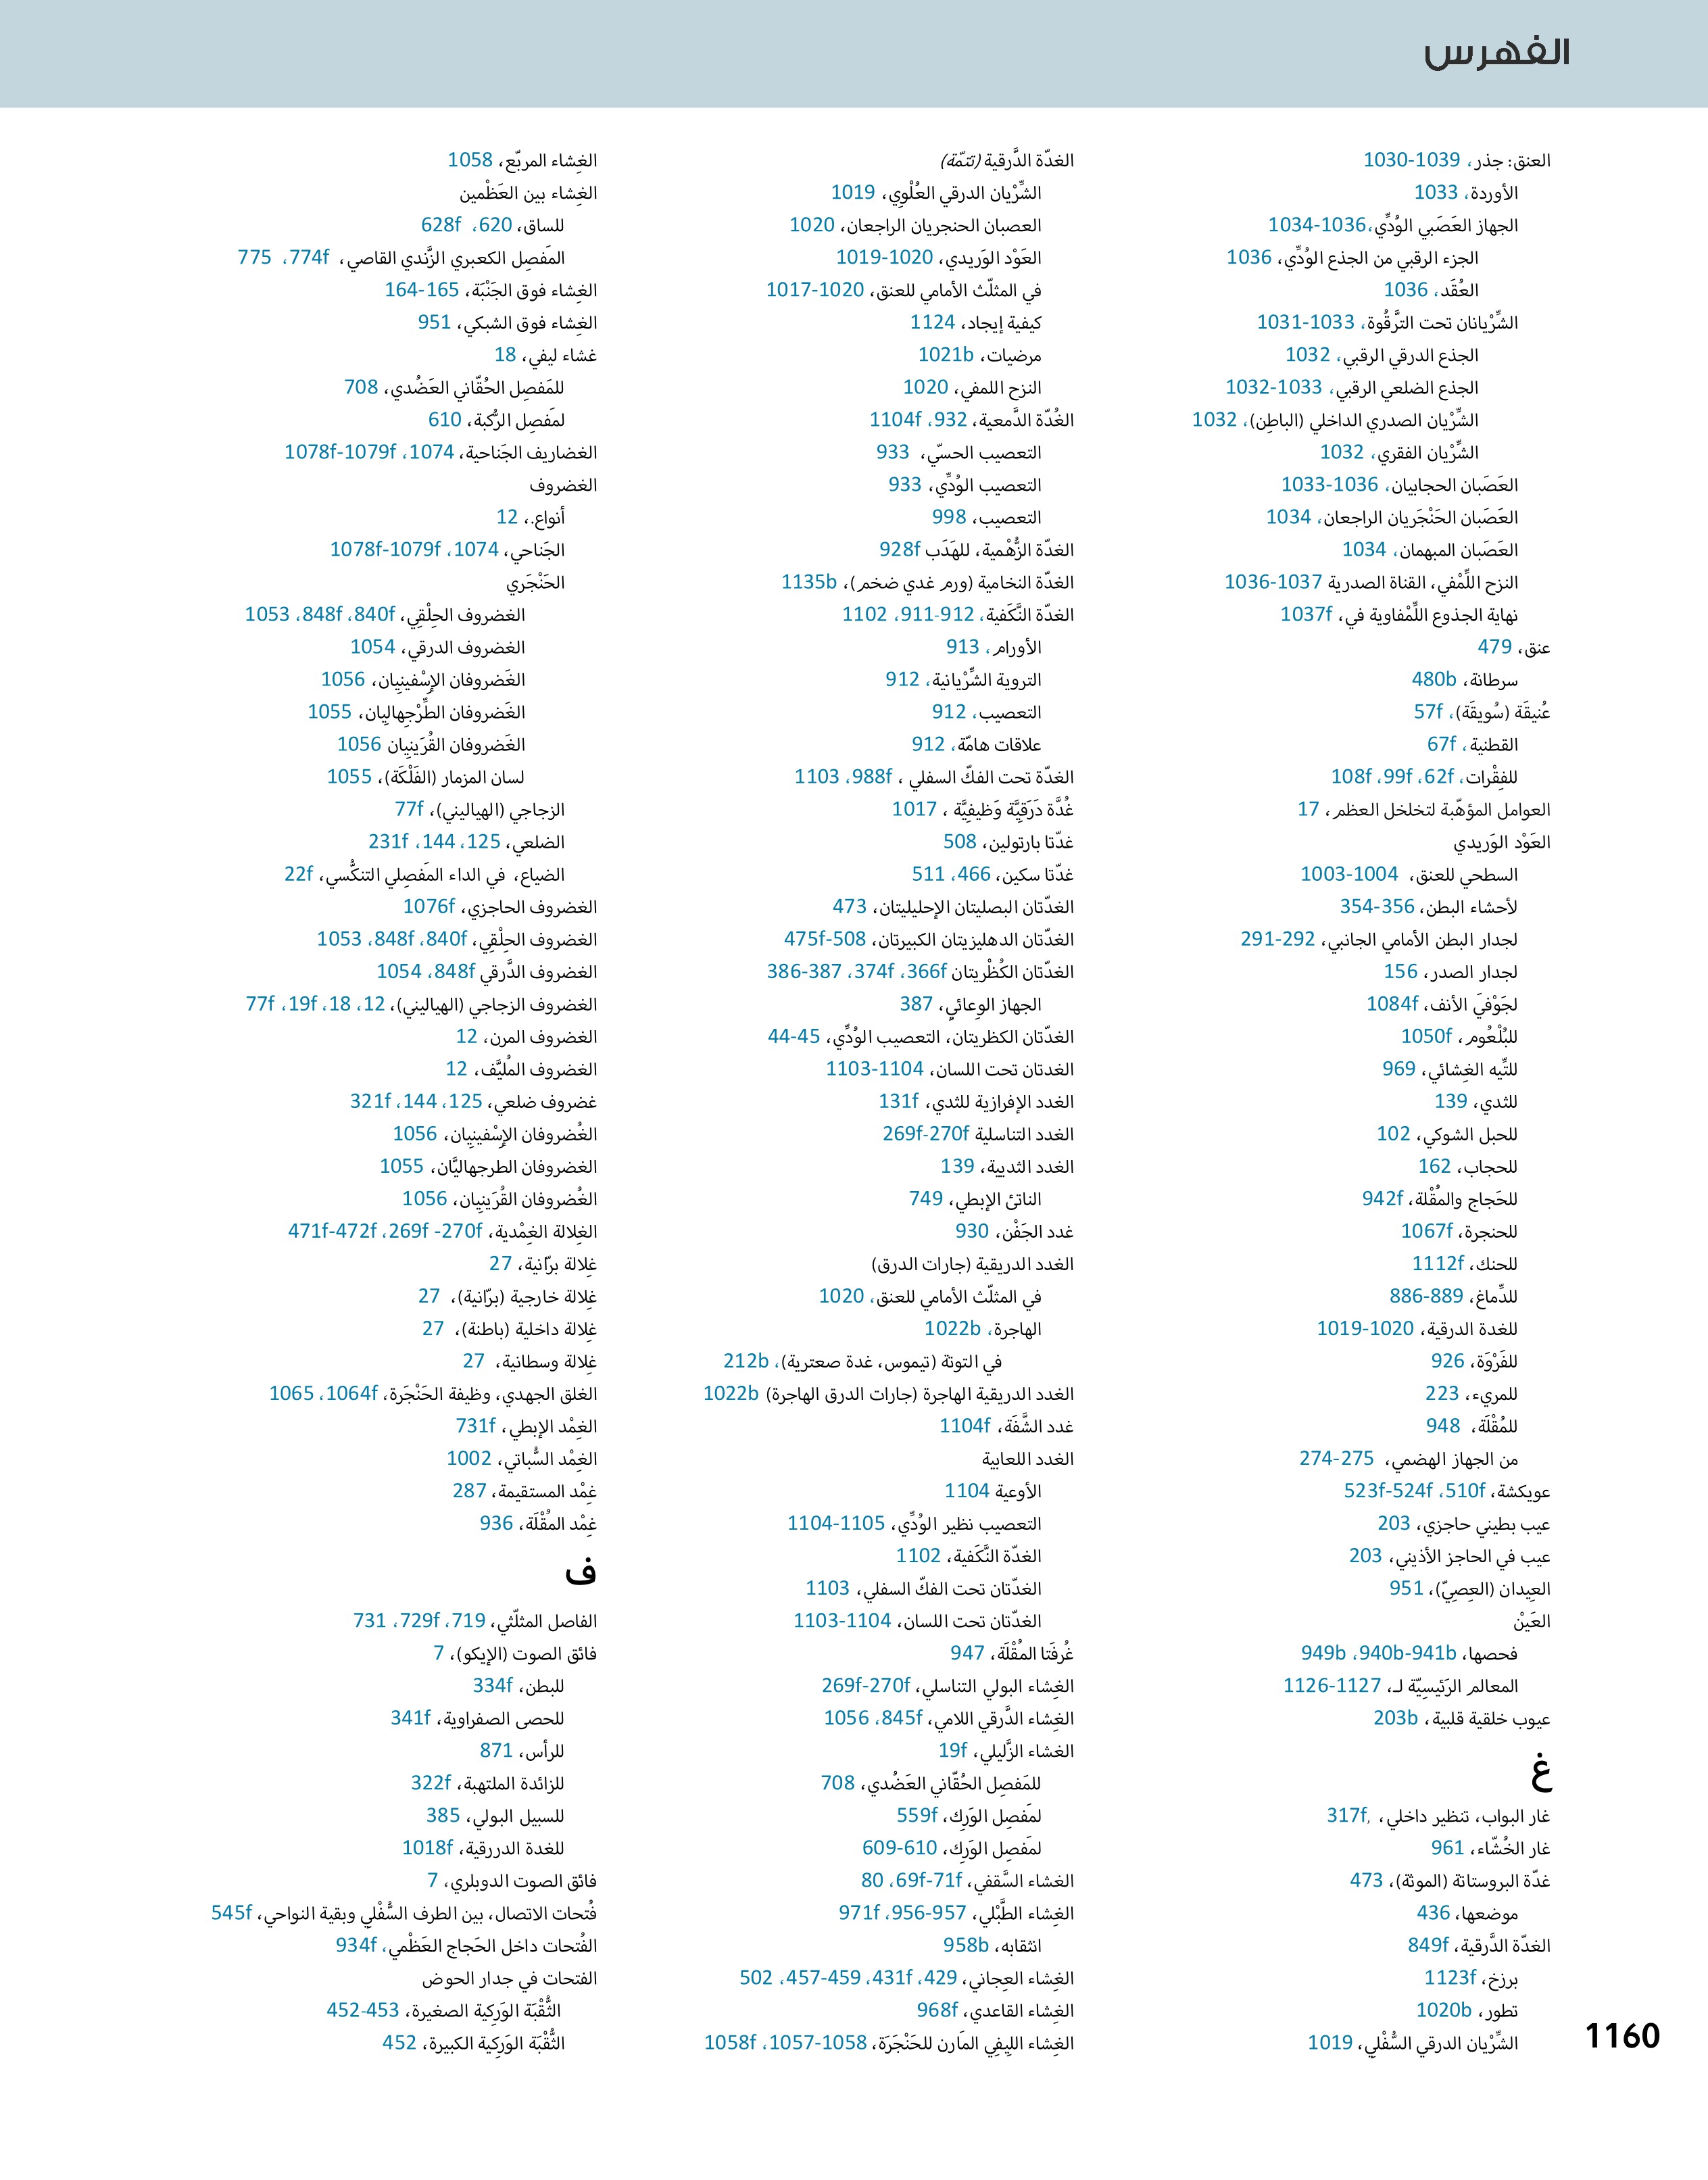 الفهرس
العنق: جذر، 1030-1039
الأوردة، 1033
الجهاز العَصَبي الوُدِّي، 1034-1036
الجزء الرقبي من الجذع الوُدِّي، 1036
العُقَد، 1036
الشِّرْيانان تحت التَّرقُوة، 1031-1033
الجذع الدرقي الرقبي، 1032
الجذع الضلعي الرقبي، 1032-1033
الشِّرْيان الصدري الداخلي (الباطِن)، 1032
الشِّرْيان الفقري، 1032
العَصَبان الحجابيان، 1033-1036
العَصَبان الحَنْجَريان الراجعان، 1034
العَصَبان المبهمان، 1034
النزح اللِّمْفي، القناة الصدرية 1036-1037
نهاية الجذوع اللِّمْفاوية في، 1037f
عنق، 479
سرطانة، 480b
عُنيقَة (سُويقَة)، 57f
القطنية، 67f
للفِقْرات، 62f، 99f، 108f
العوامل المؤهّبة لتخلخل العظم، 17
العَوْد الوَريدي
السطحي للعنق، 1003-1004
لأحشاء البطن، 354-356
لجدار البطن الأمامي الجانبي، 291-292
لجدار الصدر، 156
لجَوْفيَ الأنف، 1084f
للبُلْعُوم، 1050f
للتِّيه الغِشائي، 969
للثدي، 139
للحبل الشوكي، 102
للحجاب، 162
للحَجاج والمُقْلة، 942f
للحنجرة، 1067f
للحنك، 1112f
للدِّماغ، 886-889
للغدة الدرقية، 1019-1020
للفَرْوَة، 926
للمريء، 223
للمُقْلَة، 948
من الجهاز الهضمي، 274-275
عويكشة، 510f، 523f-524f
عيب بطيني حاجزي، 203
عيب في الحاجز الأذيني، 203
العِيدان (العِصِيّ)، 951
العَيَنْ
فحصها، 940b-941b، 949b
المعالم الرَئيسِيّة لـ، 1126-1127
عيوب خلقية قلبية، 203b
غ
غار البواب، تنظير داخلي، 317f,
غار الخُشّاء، 961
غدّة البروستاتة (الموثة)، 473
موضعها، 436
الغدّة الدَّرقية، 849f
برزخ، 1123f
تطور، 1020b
الشِّرْيان الدرقي السُّفْلي، 1019
الغدّة الدَّرقية (تتمّة)
الشِّرْيان الدرقي العُلْوِي، 1019
العصبان الحنجريان الراجعان، 1020
العَوْد الوَريدي، 1019-1020
في المثلّث الأمامي للعنق، 1017-1020
كيفية إيجاد، 1124
مرضيات، 1021b
النزح اللمفي، 1020
الغُدّة الدَّمعية، 932، 1104f
التعصيب الحسّي، 933
التعصيب الوُدِّي، 933
التعصيب، 998
الغدّة الزُّهْمية، للهَدَب 928f
الغدّة النخامية (ورم غدي ضخم)، 1135b
الغدّة النَّكَفية، 911-912، 1102
الأورام، 913
التروية الشِّرْيانية، 912
التعصيب، 912
علاقات هامّة، 912
الغدّة تحت الفكّ السفلي، 988f، 1103
غُدَّة دَرَقِيَّة وَظيفِيَّة، 1017
غدّتا بارتولين، 508
غدّتا سكين، 466، 511
الغدّتان البصليتان الإحليليتان، 473
الغدّتان الدهليزيتان الكبيرتان، 475f-508
الغدّتان الكُظْريتان 366f، 374f، 386-387
الجهاز الوِعائي، 387
الغدّتان الكظريتان، التعصيب الوُدِّي، 44-45
الغدتان تحت اللسان، 1103-1104
الغدد الإفرازية للثدي، 131f
الغدد التناسلية 269f-270f
الغدد الثديية، 139
الناتئ الإبطي، 749
غدد الجَفْن، 930
الغدد الدريقية (جارات الدرق)
في المثلّث الأمامي للعنق، 1020
الهاجرة، 1022b
في التوتة (تيموس، غدة صعترية)، 212b
الغدد الدريقية الهاجرة (جارات الدرق الهاجرة) 1022b
غدد الشَّفَة، 1104f
الغدد اللعابية
الأوعية 1104
التعصيب نظير الوُدِّي، 1104-1105
الغدّة النَّكَفية، 1102
الغدّتان تحت الفكّ السفلي، 1103
الغدّتان تحت اللسان، 1103-1104
غُرفَتا المُقْلَة، 947
الغِشاء البولي التناسلي، 269f-270f
الغِشاء الدَّرقي اللامي، 845f، 1056
الغشاء الزَّليلي، 19f
للمَفصِل الحُقّاني العَضُدي، 708
لمَفصِل الوَرِك، 559f
لمَفصِل الوَرِك، 609-610
الغشاء السَّقفي، 69f-71f، 80
الغِشاء الطَّبْلي، 956-957، 971f
انثقابه، 958b
الغِشاء العِجاني، 429، 431f، 457-459، 502
الغِشاء القاعدي، 968f
الغِشاء اللِيِفي المَارن للحَنْجَرَة، 1057-1058، 1058f
الغِشاء المربّع، 1058
الغِشاء بين العَظْمين
للساق، 620، 628f
المَفصِل الكعبري الزَّندي القاصي، 774f، 775
الغِشاء فوق الجَنْبَة، 164-165
الغِشاء فوق الشبكي، 951
غشاء ليفي، 18
للمَفصِل الحُقّاني العَضُدي، 708
لمَفصِل الرُّكبة، 610
الغضاريف الجَناحية، 1074، 1078f-1079f
الغضروف
أنواع.، 12
الجَناحي، 1074، 1078f-1079f
الحَنْجَري
الغضروف الحِلْقِي، 840f، 848f، 1053
الغضروف الدرقي، 1054
الغَضروفان الإِسْفينِيان، 1056
الغَضروفان الطِّرْجِهالِيان، 1055
الغَضروفان القُرَينِيان 1056
لسان المزمار (الفَلْكَة)، 1055
الزجاجي (الهياليني)، 77f
الضلعي، 125، 144، 231f
الضياع، في الداء المَفصِلي التنكُّسي، 22f
الغضروف الحاجزي، 1076f
الغضروف الحِلْقِي، 840f، 848f، 1053
الغضروف الدَّرقي 848f، 1054
الغضروف الزجاجي (الهياليني)، 12، 18، 19f، 77f
الغضروف المرن، 12
الغضروف المُليَّف، 12
غضروف ضلعي، 125، 144، 321f
الغُضروفان الإِسْفينِيان، 1056
الغضروفان الطرجهاليَّان، 1055
الغُضروفان القُرَينِيان، 1056
الغِلالة الغِمْدية، 269f -270f، 471f-472f
غِلالة برّانية، 27
غِلالة خارجية (برّانية)، 27
غِلالة داخلية (باطنة)، 27
غِلالة وسطانية، 27
الغلق الجهدي، وظيفة الحَنْجَرة، 1064f، 1065
الغِمْد الإبطي، 731f
الغِمْد السُّباتي، 1002
غِمْد المستقيمة، 287
غِمْد المُقْلَة، 936
ف
الفاصل المثلّثي، 719، 729f، 731
فائق الصوت (الإيكو)، 7
للبطن، 334f
للحصى الصفراوية، 341f
للرأس، 871
للزائدة الملتهبة، 322f
للسبيل البولي، 385
للغدة الدررقية، 1018f
فائق الصوت الدوبلري، 7
فُتحات الاتصال، بين الطرف السُّفْلي وبقية النواحي، 545f
الفُتحات داخل الحَجاج العَظْمي، 934f
الفتحات في جدار الحوض
الثُّقْبَة الوَرِكية الصغيرة، 452-453
الثُّقْبَة الوَرِكية الكبيرة، 452
1160